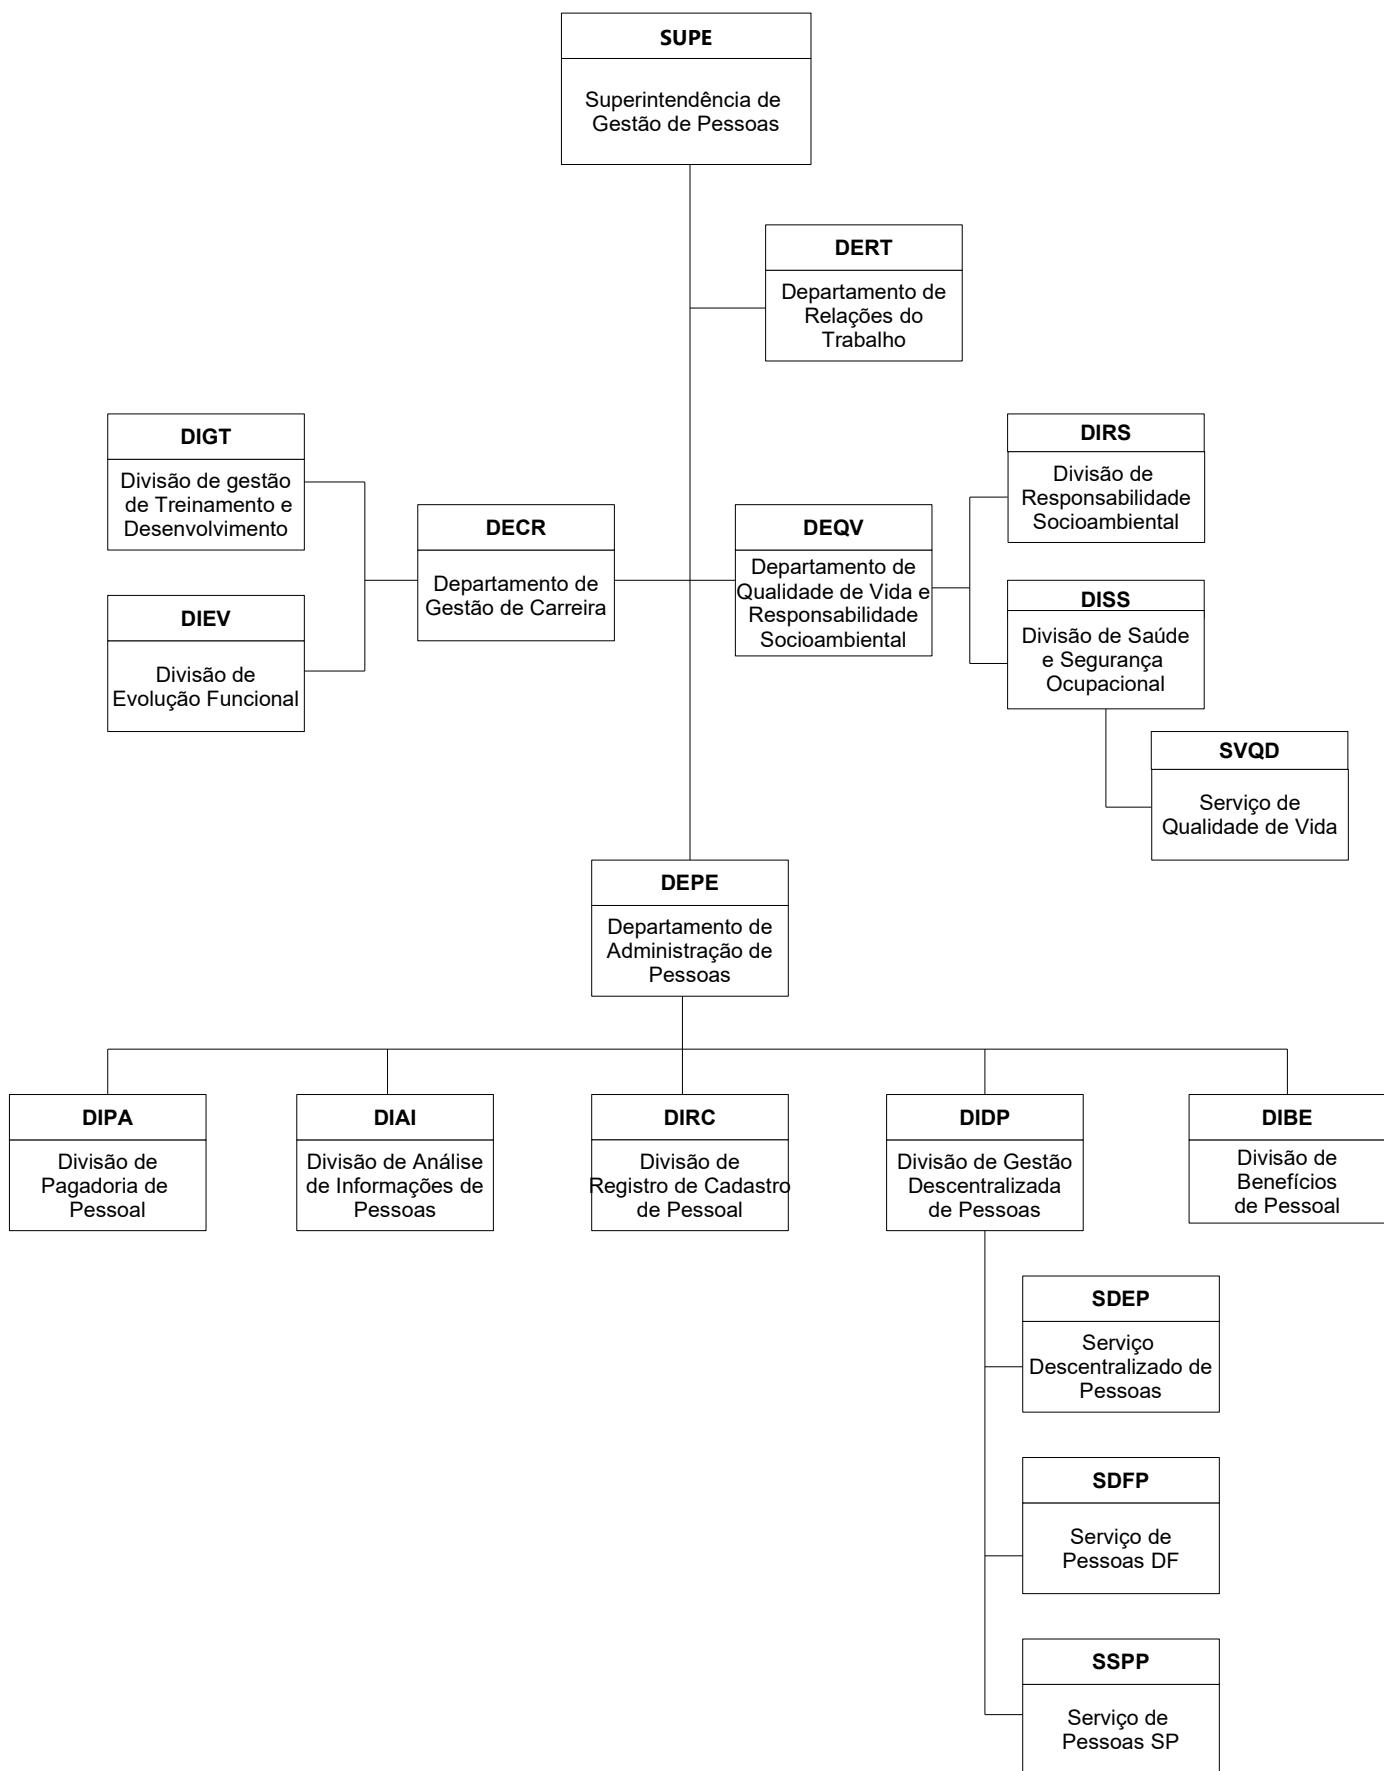 SUPE
Superintendência de
Gestão de Pessoas
DERT
Departamento de
Relações do
Trabalho
DIGT
Divisão de gestão
de Treinamento e
Desenvolvimento
DIEV
Divisão de
Evolução Funcional
DECR
Departamento de
Gestão de Carreira
DEQV
Departamento de
Qualidade de Vida e
Responsabilidade
Socioambiental
DIRS
Divisão de
Responsabilidade
Socioambiental
DISS
Divisão de Saúde
e Segurança
Ocupacional
SVQD
Serviço de
Qualidade de Vida
DEPE
Departamento de
Administração de
Pessoas
DIPA
Divisão de
Pagadoria de
Pessoal
DIAI
Divisão de Análise
de Informações de
Pessoas
DIRC
Divisão de
Registro de Cadastro
de Pessoal
DIDP
Divisão de Gestão
Descentralizada
de Pessoas
DIBE
Divisão de
Benefícios
de Pessoal
SDEP
Serviço
Descentralizado de
Pessoas
SDFP
Serviço de
Pessoas DF
SSPP
Serviço de
Pessoas SP